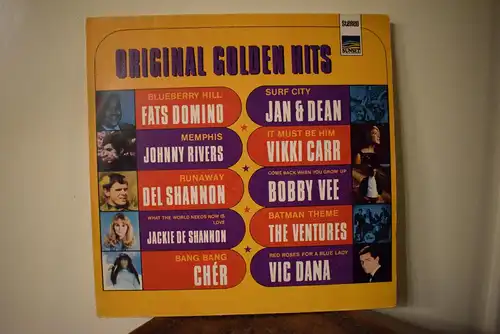 STEREO
SUNSET
ORIGINAL GOLDEN HITS
BLUEBERRY HILL
FATS DOMINO
SURF CITY
JAN & DEAN
MEMPHIS
JOHNNY RIVERS
IT MUST BE HIM
VIKKI CARR
RUNAWAY
DEL SHANNON
COME BACK WHEN YOU GROW UP
BOBBY VEE
WHAT THE WORLD NEEDS NOW IS
LOVE
JACKIE DE SHANNON
BATMAN THEME
THE VENTURES
BANG BANG
CHÉR
RED ROSES FOR A BLUE LADY
VIC DANA